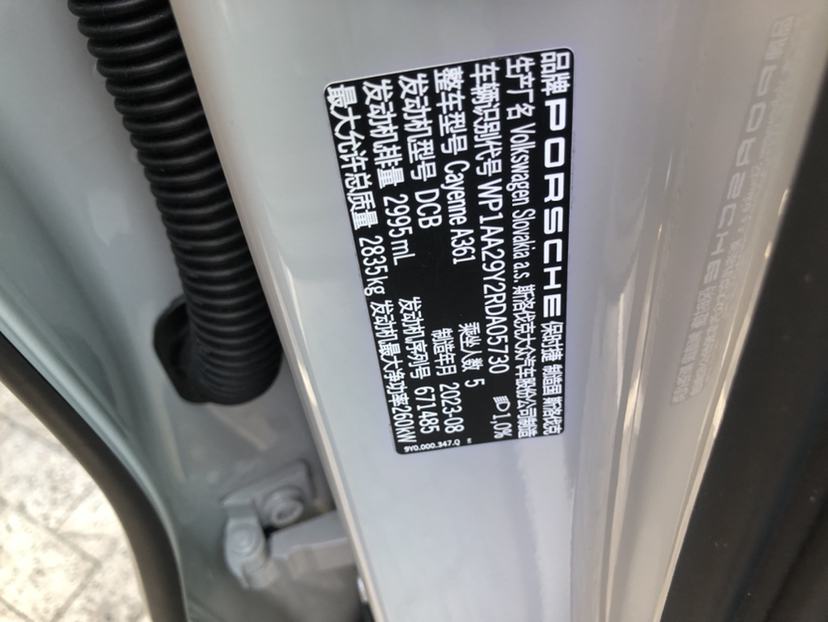 品牌 PORSCHE 保时捷 制造国 斯洛伐克
生产厂名 Volkswagen Slovakia a.s. 斯洛伐克大众汽车股份公司制造
车辆识别代号 WP1AA29Y2RDA05730 1,0%
整车型号 Cayenne A361 乘坐人数 5
发动机型号 DCB 制造年月 2023-08
发动机排量 2995mL 发动机序列号 671485
最大允许总质量 2835kg 发动机最大净功率260kW
9Y0.000.347.Q